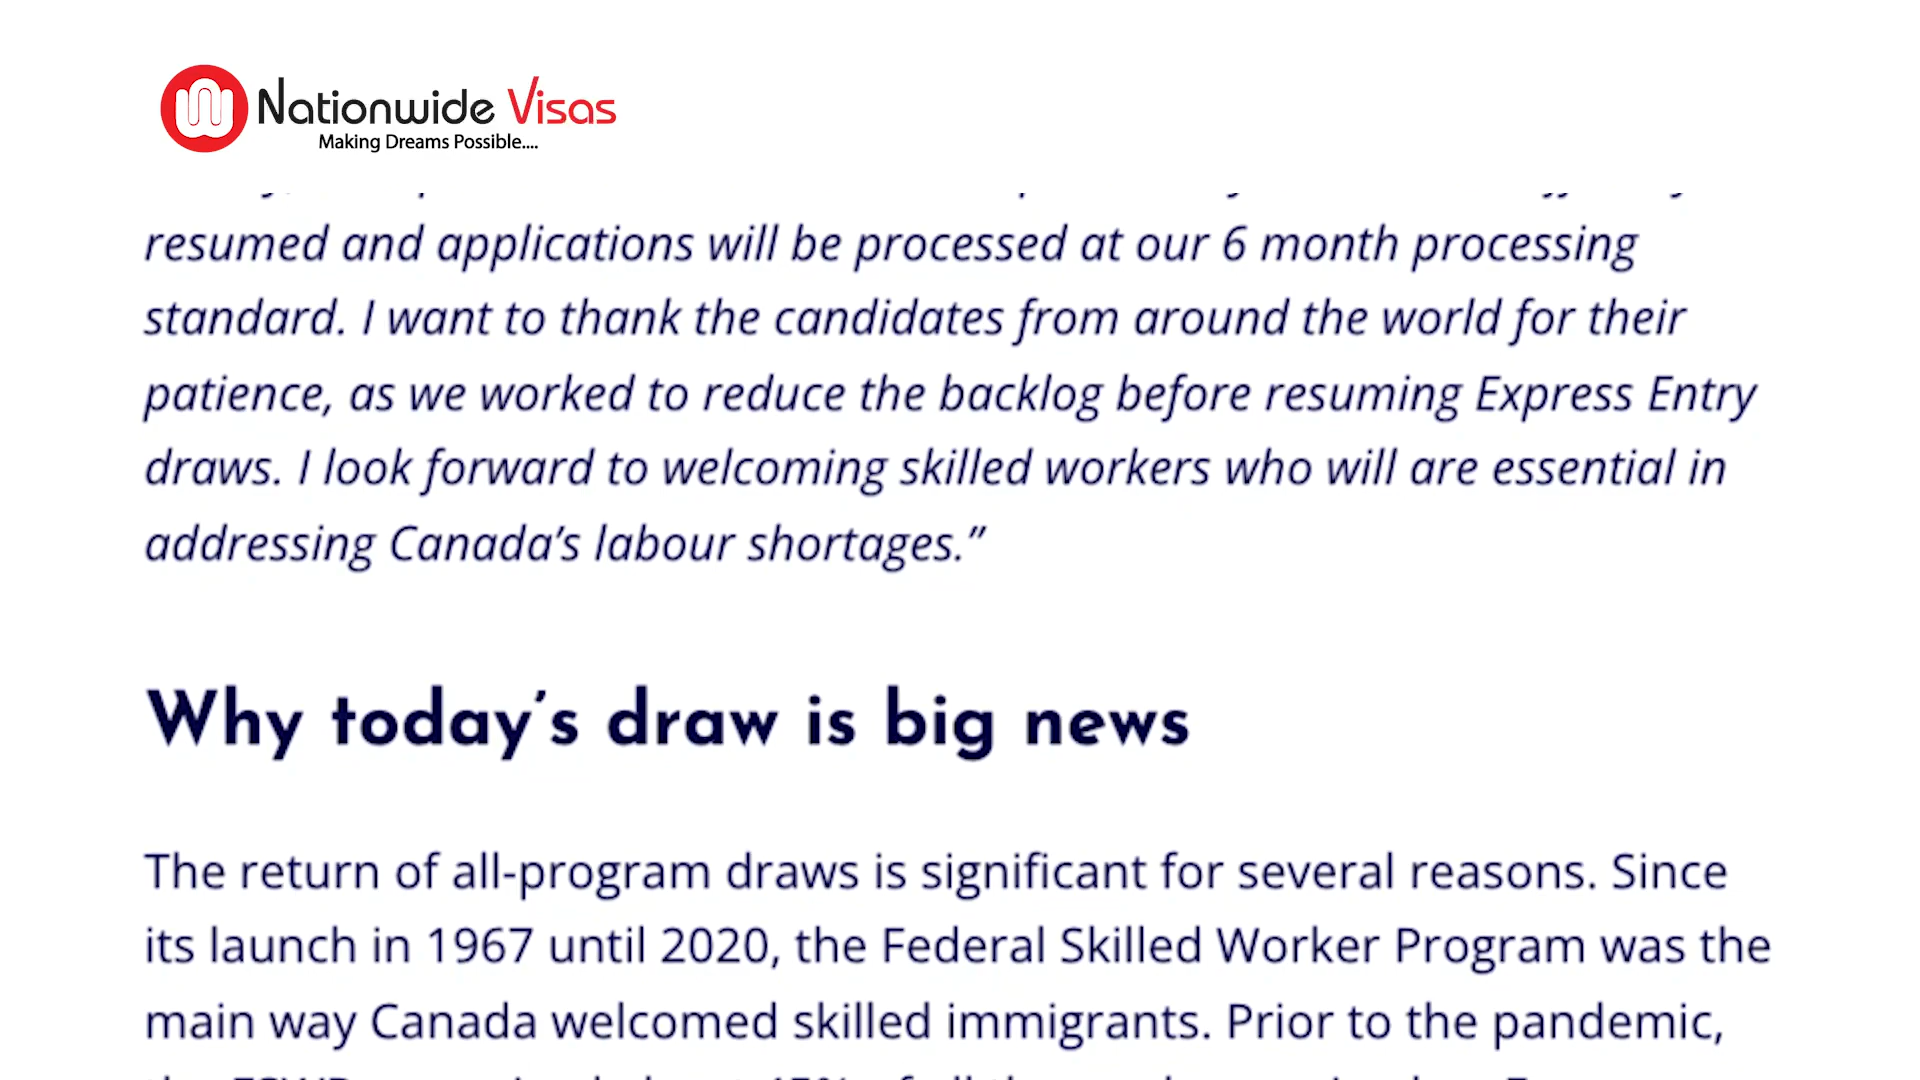 Nationwide Visas
Making Dreams Possible....
resumed and applications will be processed at our 6 month processing
standard. I want to thank the candidates from around the world for their
patience, as we worked to reduce the backlog before resuming Express Entry
draws. I look forward to welcoming skilled workers who will are essential in
addressing Canada’s labour shortages.”
Why today’s draw is big news
The return of all-program draws is significant for several reasons. Since
its launch in 1967 until 2020, the Federal Skilled Worker Program was the
main way Canada welcomed skilled immigrants. Prior to the pandemic,